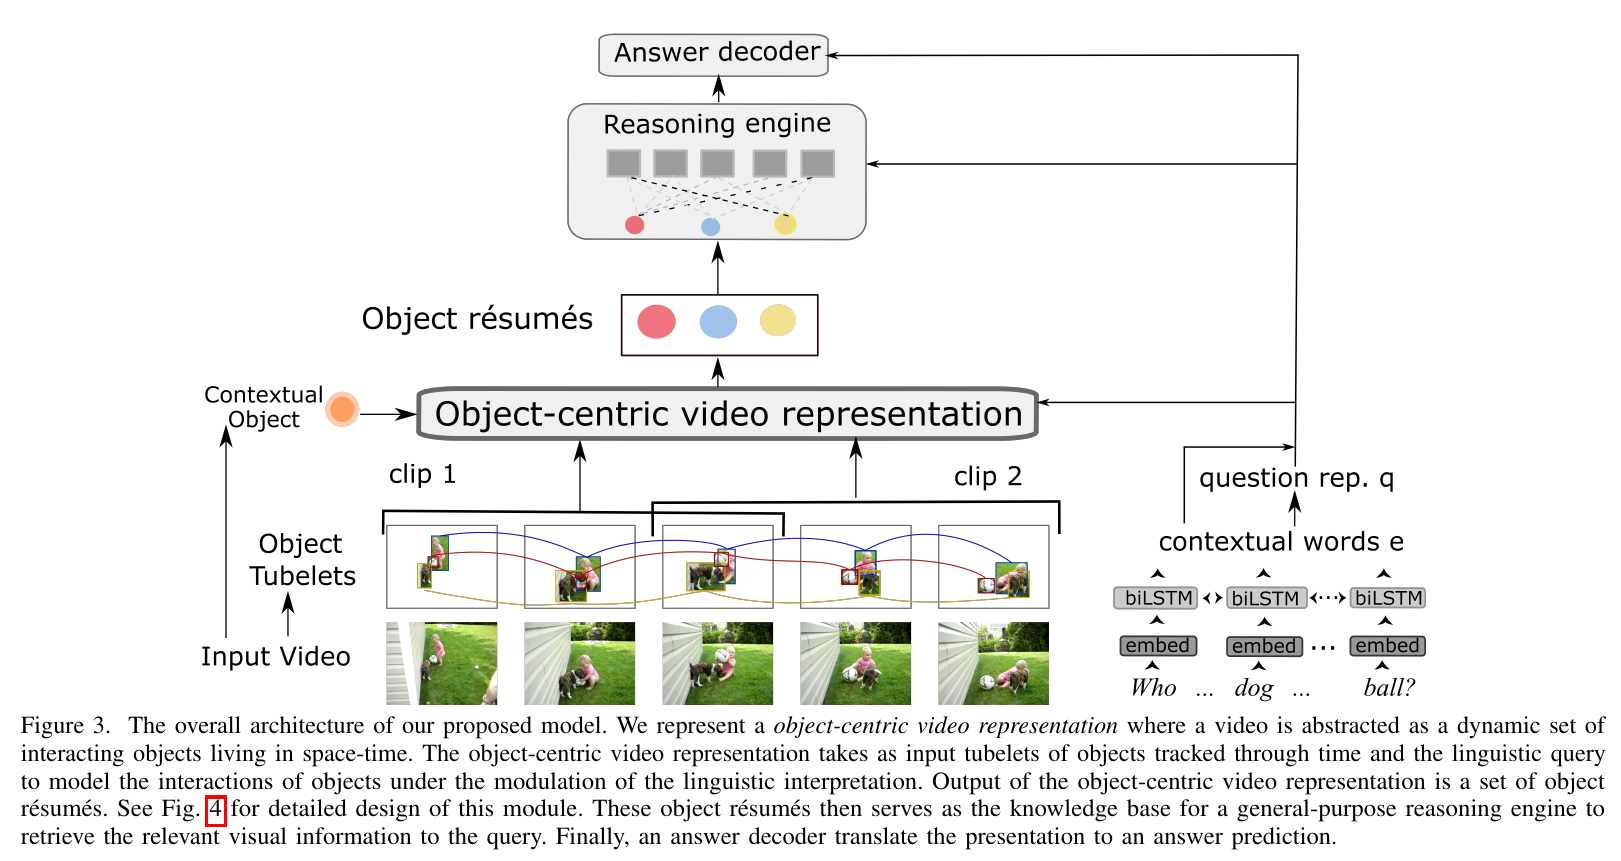 Answer decoder
Reasoning engine
Object résumés
Contextual
Object
Object-centric video representation
clip 1
clip 2
question rep. q
Object
Tubelets
contextual words e
biLSTM biLSTM ... biLSTM
embed embed ... embed
Input Video
Who ... dog ... ball?
Figure 3. The overall architecture of our proposed model. We represent a object-centric video representation where a video is abstracted as a dynamic set of
interacting objects living in space-time. The object-centric video representation takes as input tubelets of objects tracked through time and the linguistic query
to model the interactions of objects under the modulation of the linguistic interpretation. Output of the object-centric video representation is a set of object
résumés. See Fig. 4 for detailed design of this module. These object résumés then serves as the knowledge base for a general-purpose reasoning engine to
retrieve the relevant visual information to the query. Finally, an answer decoder translate the presentation to an answer prediction.